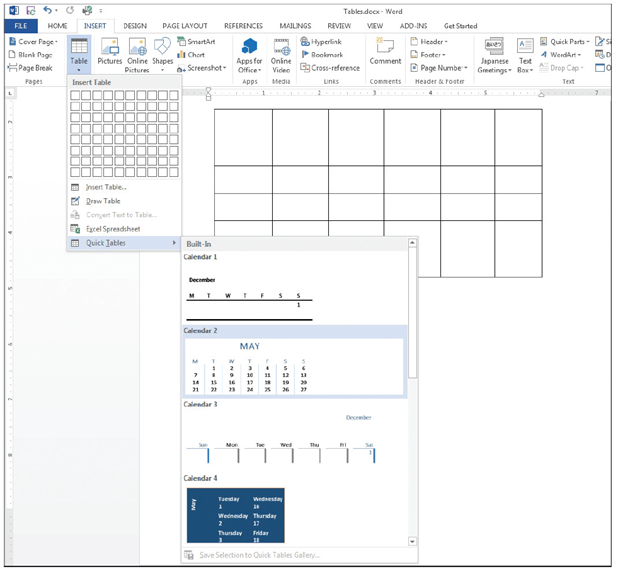 Tables.docx - Word
FILE HOME INSERT DESIGN PAGE LAYOUT REFERENCES MAILINGS REVIEW VIEW ADD-INS Get Started
Cover Page
Blank Page
Page Break
Pages
Table
Pictures
Online Pictures
Shapes
SmartArt
Chart
Screenshot
Apps for Office
Apps
Online Video
Media
Hyperlink
Bookmark
Cross-reference
Links
Comment
Comments
Header
Footer
Page Number
Header & Footer
Japanese Greetings
Text Box
Quick Parts
WordArt
Drop Cap
Text
Insert Table
Insert Table...
Draw Table
Convert Text to Table...
Excel Spreadsheet
Quick Tables
Built-In
Calendar 1
December
M T W T F S S
1
Calendar 2
MAY
M T W T F S S
1 2 3 4 5 6
7 8 9 10 11 12 13
14 15 16 17 18 19 20
21 22 23 24 25 26 27
Calendar 3
December
Sun Mon Tue Wed Thu Fri Sat
1
Calendar 4
May
Tuesday Wednesday
1 16
Wednesday Thursday
2 17
Thursday Friday
3 18
Save Selection to Quick Tables Gallery...